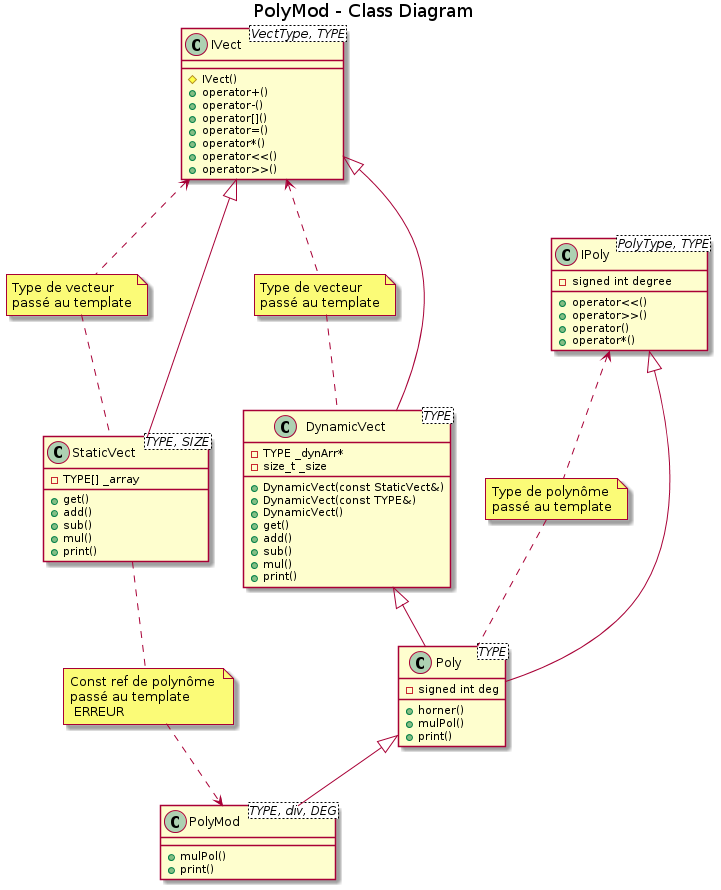 PolyMod - Class Diagram
C IVect
VectType, TYPE
IVect()
operator+()
operator-()
operator[]()
operator=()
operator*()
operator<<()
operator>>()
C IPoly
PolyType, TYPE
signed int degree
operator<<()
operator>>()
operator()
operator*()
Type de vecteur
passé au template
Type de vecteur
passé au template
C StaticVect
TYPE, SIZE
TYPE[] _array
get()
add()
sub()
mul()
print()
C DynamicVect
TYPE
TYPE _dynArr*
size_t _size
DynamicVect(const StaticVect&)
DynamicVect(const TYPE&)
DynamicVect()
get()
add()
sub()
mul()
print()
Type de polynôme
passé au template
Const ref de polynôme
passé au template
ERREUR
C Poly
TYPE
signed int deg
horner()
mulPol()
print()
C PolyMod
TYPE, div, DEG
mulPol()
print()